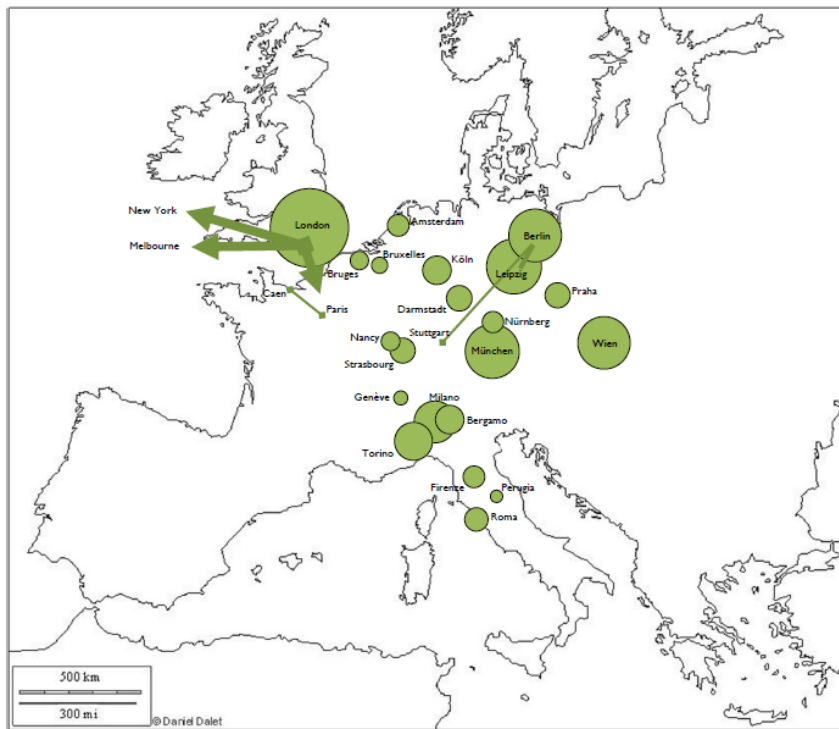 New York
London
Amsterdam
Berlin
Melbourne
Bruges
Bruxelles
Köln
Leipzig
Caen
Darmstadt
Praha
Paris
Stuttgart
Nürnberg
Nancy
Strasbourg
München
Wien
Genève
Milano
Bergamo
Torino
Firenze
Perugia
Roma
500 km
300 mi
© Daniel Dalet